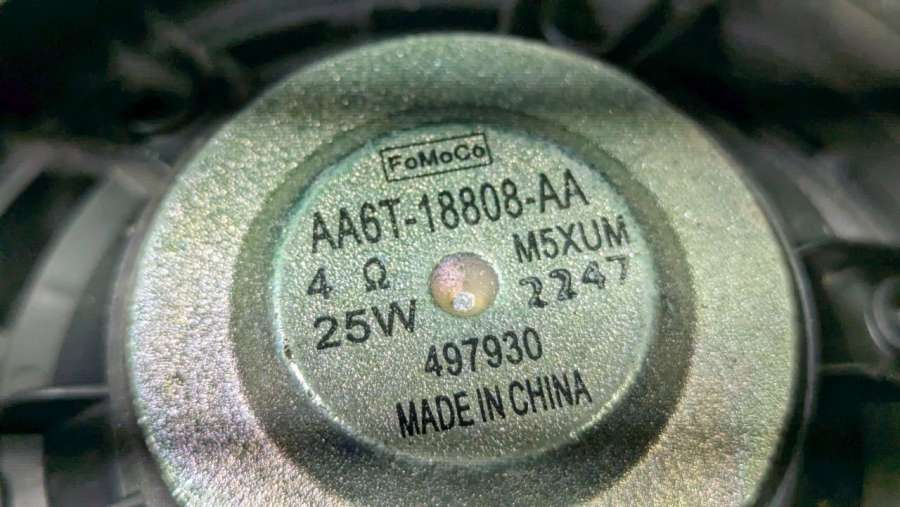 FoMoCo
AA6T-18808-AA
4 Ω M5XUM
25W 2247
497930
MADE IN CHINA